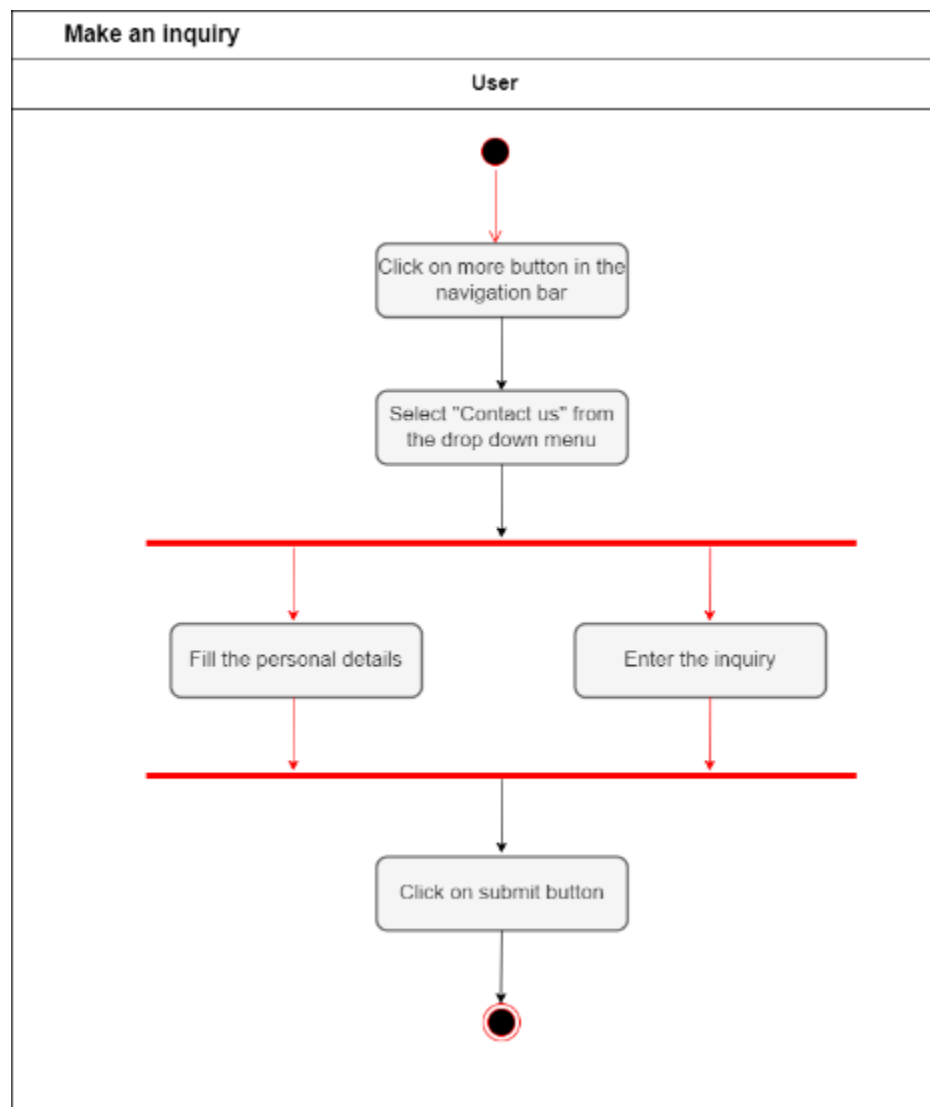 Make an inquiry
User
Click on more button in the
navigation bar
Select "Contact us" from
the drop down menu
Fill the personal details
Enter the inquiry
Click on submit button